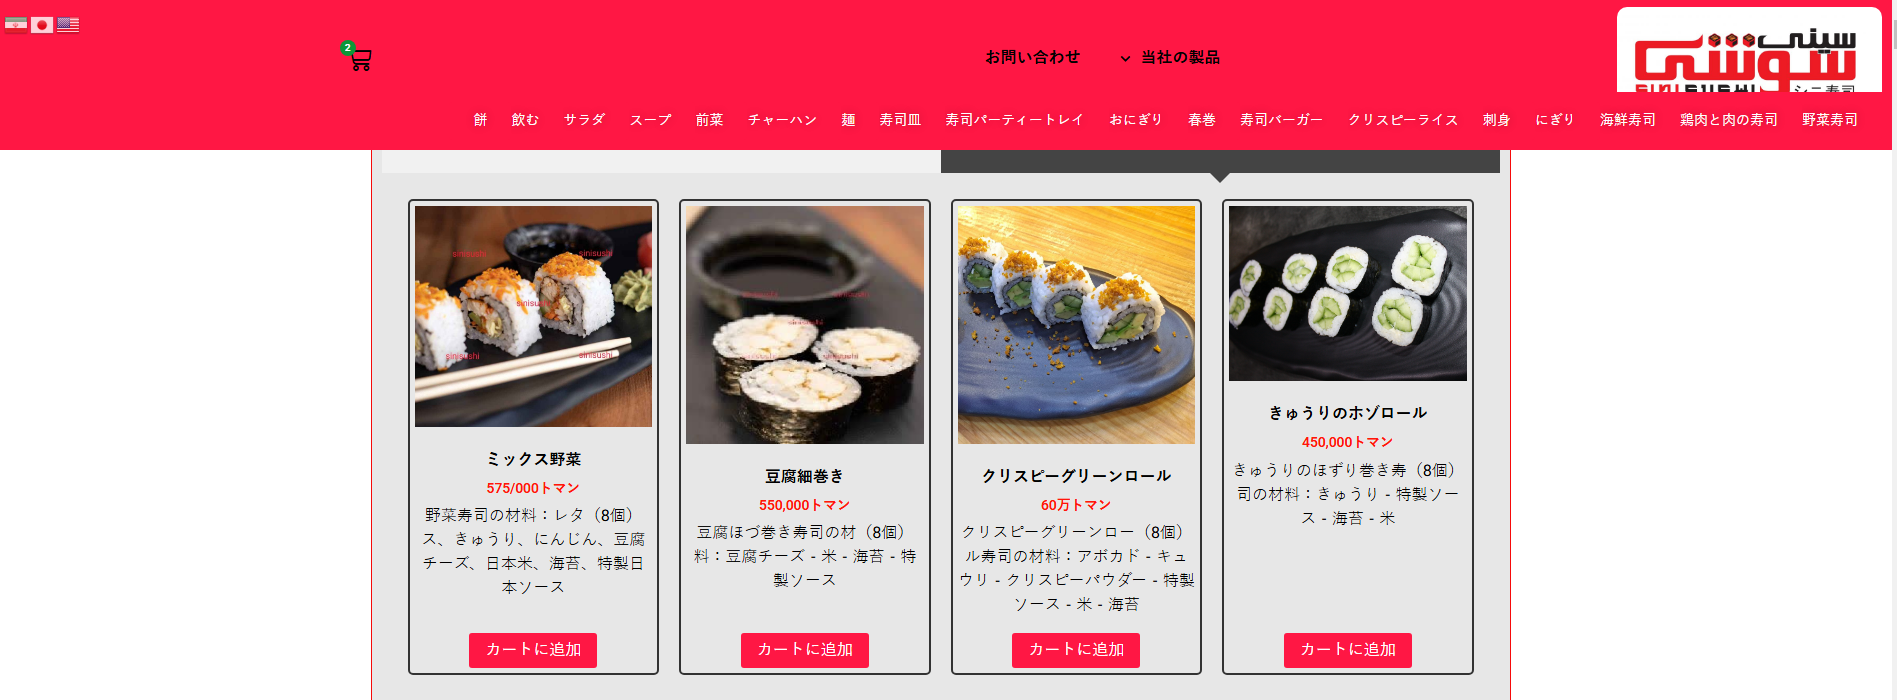 2
お問い合わせ
当社の製品
سینی
سوشی
シニ寿司
餅 飲む サラダ スープ 前菜 チャーハン 麺 寿司皿 寿司パーティートレイ おにぎり 春巻 寿司バーガー クリスピーライス 刺身 にぎり 海鮮寿司 鶏肉と肉の寿司 野菜寿司
sinisushi sinisushi
sinisushi
sinisushi sinisushi
ミックス野菜
575/000トマン
野菜寿司の材料：レタ（8個）
ス、きゅうり、にんじん、豆腐
チーズ、日本米、海苔、特製日
本ソース
カートに追加
sinisushi sinisushi
sinisushi
sinisushi sinisushi
豆腐細巻き
550,000トマン
豆腐ほづ巻き寿司の材（8個）
料：豆腐チーズ - 米 - 海苔 - 特
製ソース
カートに追加
クリスピーグリーンロール
60万トマン
クリスピーグリーンロー（8個）
ル寿司の材料：アボカド - キュ
ウリ - クリスピーパウダー - 特製
ソース - 米 - 海苔
カートに追加
きゅうりのホゾロール
450,000トマン
きゅうりのほずり巻き寿（8個）
司の材料：きゅうり - 特製ソー
ス - 海苔 - 米
カートに追加